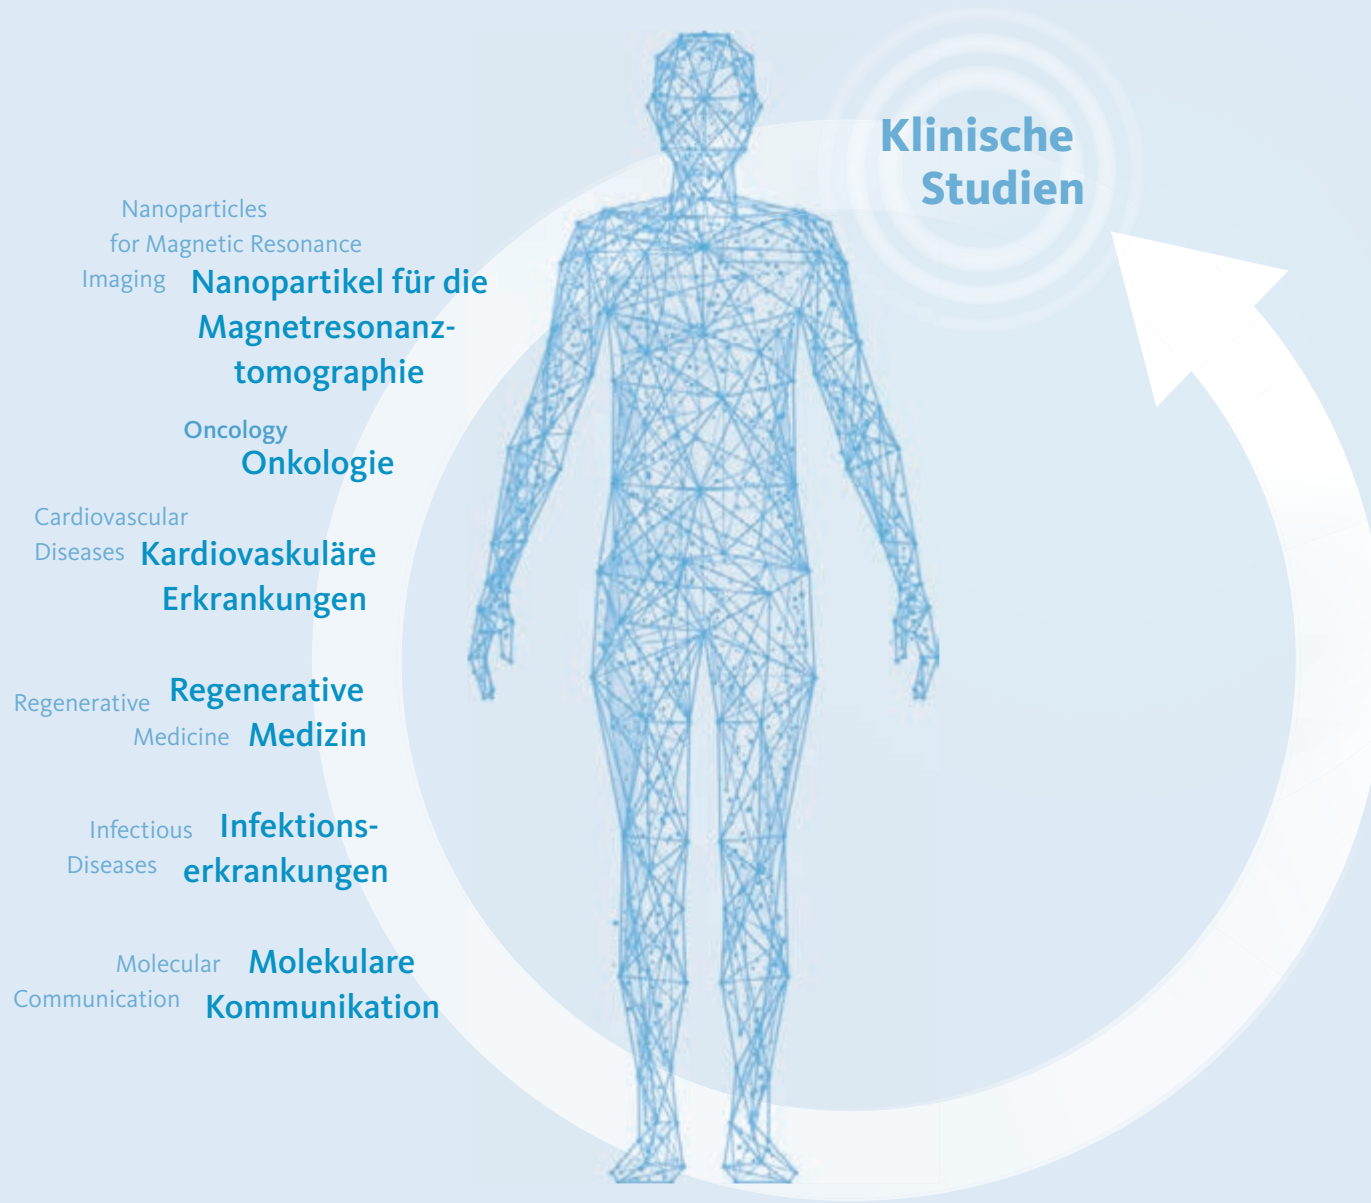 Klinische
Studien
Nanoparticles
for Magnetic Resonance
Imaging
Nanopartikel für die
Magnetresonanz-
tomographie
Oncology
Onkologie
Cardiovascular
Diseases
Kardiovaskuläre
Erkrankungen
Regenerative
Medicine
Regenerative
Medizin
Infectious
Diseases
Infektions-
erkrankungen
Molecular
Communication
Molekulare
Kommunikation